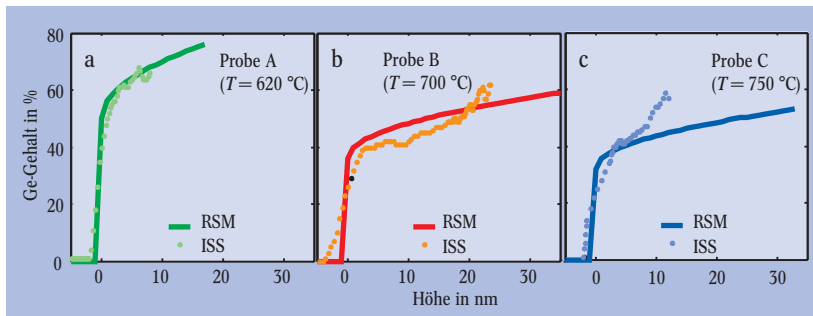 80
60
40
20
0
Ge-Gehalt in %
a
Probe A
(T = 620 °C)
RSM
ISS
0
10
20
30
b
Probe B
(T = 700 °C)
RSM
ISS
0
10
20
30
Höhe in nm
c
Probe C
(T = 750 °C)
RSM
ISS
0
10
20
30